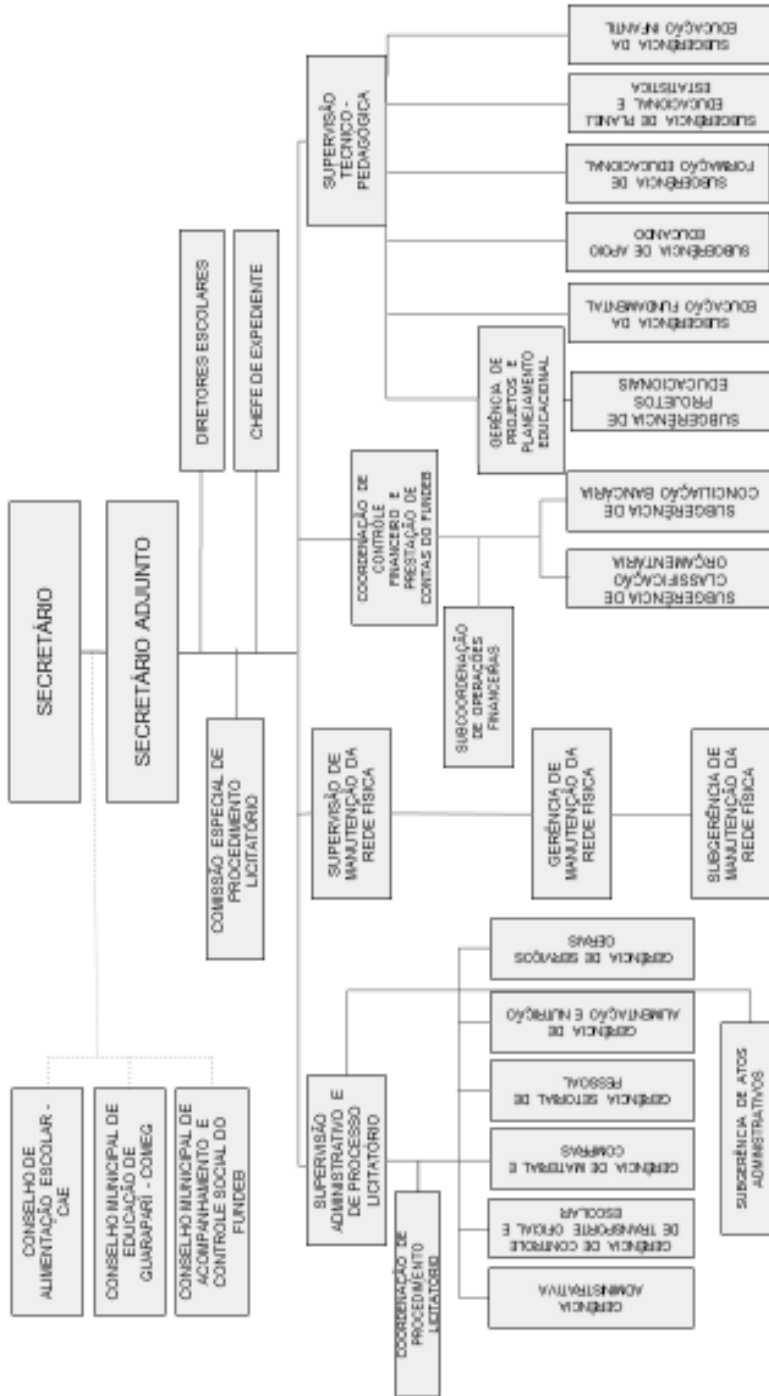 SECRETÁRIO
SECRETÁRIO ADJUNTO
CONSELHO DE
ALIMENTAÇÃO ESCOLAR -
CAE
CONSELHO MUNICIPAL DE
EDUCAÇÃO DE
GUARAPARÍ - COMEG
CONSELHO MUNICIPAL DE
ACOMPANHAMENTO E
CONTROLE SOCIAL DO
FUNDEB
DIRETORES ESCOLARES
COMISSÃO ESPECIAL DE
PROCEDIMENTO
LICITATÓRIO
CHEFE DE EXPEDIENTE
SUPERVISÃO
ADMINISTRATIVO E
DE PROCESSO
LICITATÓRIO
SUPERVISÃO DE
MANUTENÇÃO DA
REDE FÍSICA
COORDENAÇÃO DE
CONTRÔLE
FINANCEIRO E
PRESTAÇÃO DE
CONTAS DO FUNDEB
SUPERVISÃO
TÉCNICO -
PEDAGÓGICA
COORDENAÇÃO DE
PROCEDIMENTO
LICITATÓRIO
SUBCOORDENAÇÃO
DE OPERAÇÕES
FINANCEIRAS
GERÊNCIA DE
PROJETOS E
PLANEJAMENTO
EDUCACIONAL
GERÊNCIA
ADMINISTRATIVA
GERÊNCIA DE CONTROLE
DE TRANSPORTE OFICIAL E
ESCOLAR
GERÊNCIA DE MATERIAL E
COMPRAS
GERÊNCIA SETORIAL DE
PESSOAL
GERÊNCIA DE
ALIMENTAÇÃO E NUTRIÇÃO
GERÊNCIA DE SERVIÇOS
GERAIS
GERÊNCIA DE
MANUTENÇÃO DA
REDE FÍSICA
SUBGERÊNCIA DE
CLASSIFICAÇÃO
ORÇAMENTÁRIA
SUBGERÊNCIA DE
CONCILIAÇÃO BANCÁRIA
SUBGERÊNCIA DE
PROJETOS
EDUCACIONAIS
SUBGERÊNCIA DA
EDUCAÇÃO FUNDAMENTAL
SUBGERÊNCIA DE APOIO
EDUCANDO
SUBGERÊNCIA DE
FORMAÇÃO EDUCACIONAL
SUBGERÊNCIA DE PLANEJ.
EDUCACIONAL E
ESTATÍSTICA
SUBGERÊNCIA DA
EDUCAÇÃO INFANTIL
SUBGERÊNCIA DE ATOS
ADMINISTRATIVOS
SUBGERÊNCIA DE
MANUTENÇÃO DA
REDE FÍSICA